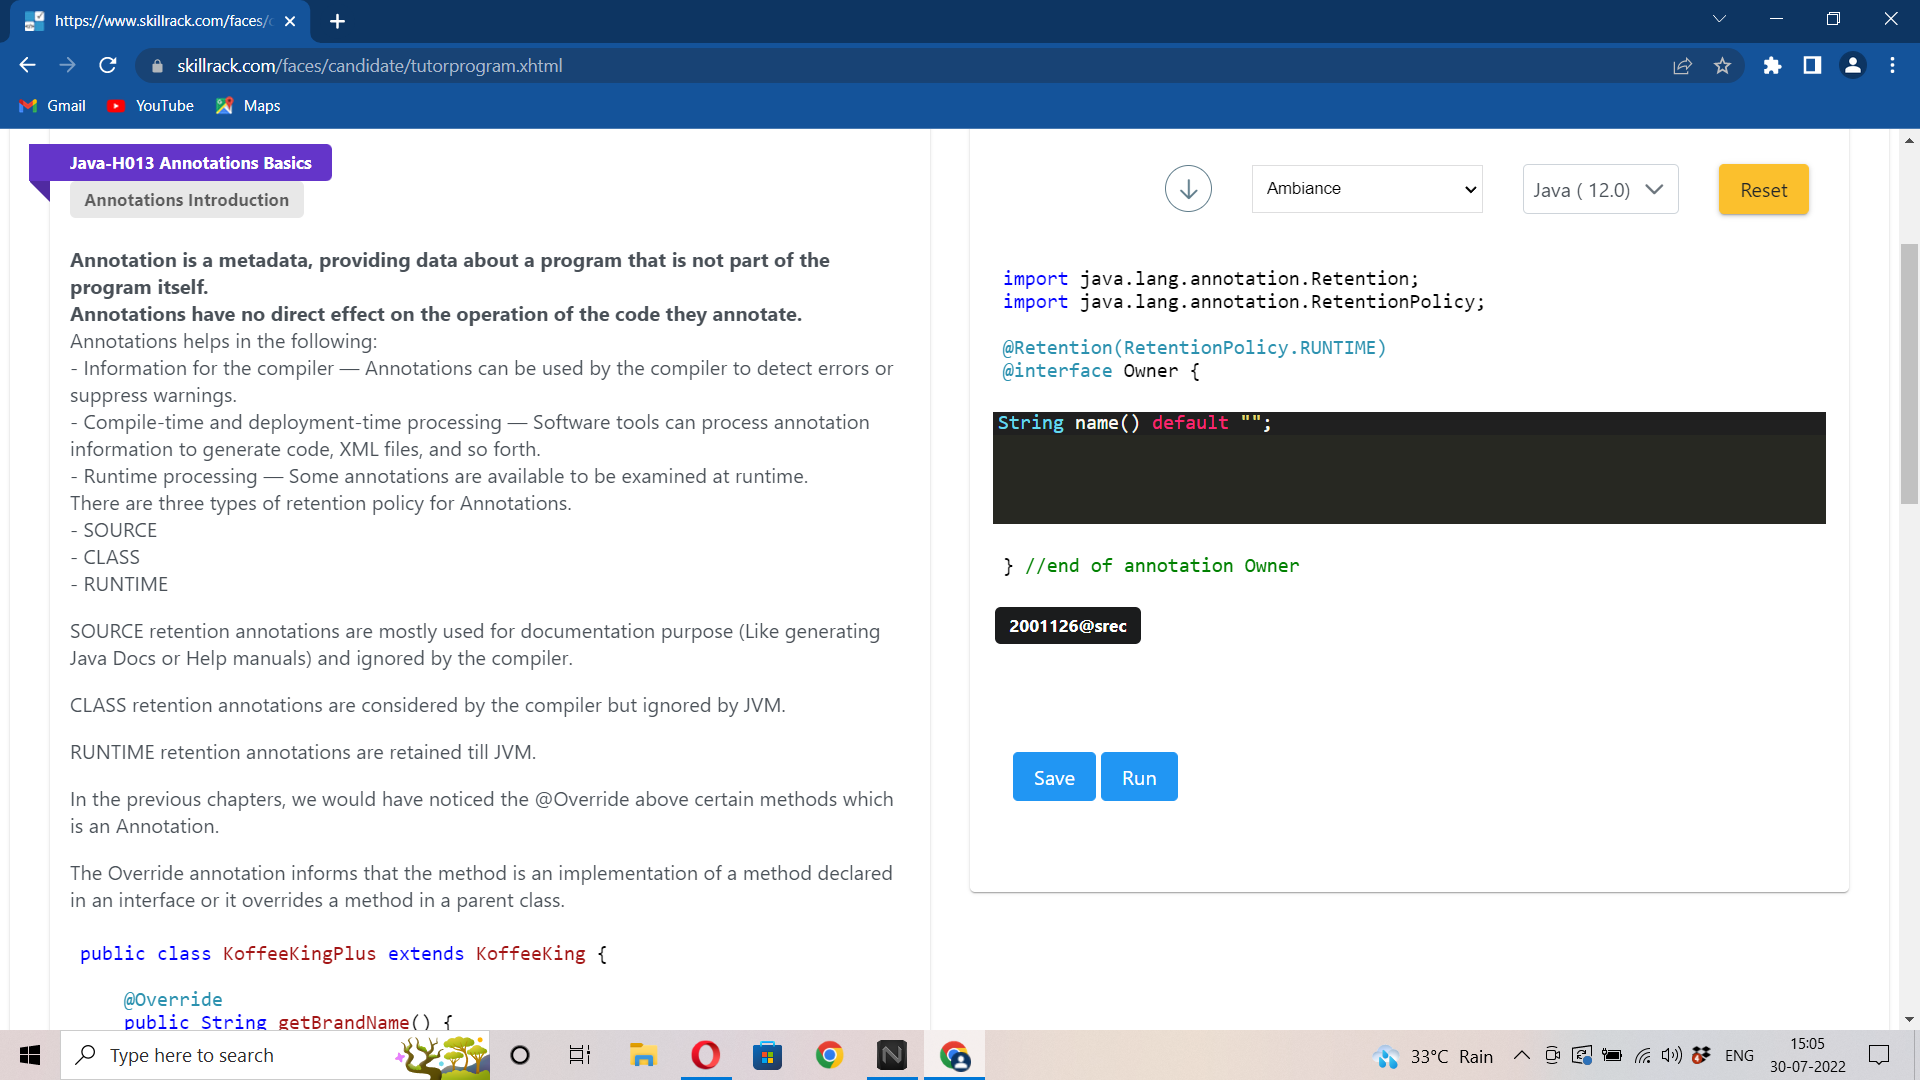 https://www.skillrack.com/faces/c
skillrack.com/faces/candidate/tutorprogram.xhtml
Gmail
YouTube
Maps
Java-H013 Annotations Basics
Annotations Introduction
Annotation is a metadata, providing data about a program that is not part of the
program itself.
Annotations have no direct effect on the operation of the code they annotate.
Annotations helps in the following:
- Information for the compiler — Annotations can be used by the compiler to detect errors or
suppress warnings.
- Compile-time and deployment-time processing — Software tools can process annotation
information to generate code, XML files, and so forth.
- Runtime processing — Some annotations are available to be examined at runtime.
There are three types of retention policy for Annotations.
- SOURCE
- CLASS
- RUNTIME
SOURCE retention annotations are mostly used for documentation purpose (Like generating
Java Docs or Help manuals) and ignored by the compiler.
CLASS retention annotations are considered by the compiler but ignored by JVM.
RUNTIME retention annotations are retained till JVM.
In the previous chapters, we would have noticed the @Override above certain methods which
is an Annotation.
The Override annotation informs that the method is an implementation of a method declared
in an interface or it overrides a method in a parent class.
public class KoffeeKingPlus extends KoffeeKing {
@Override
public String getBrandName() {
Ambiance
Java ( 12.0)
Reset
import java.lang.annotation.Retention;
import java.lang.annotation.RetentionPolicy;
@Retention(RetentionPolicy.RUNTIME)
@interface Owner {
String name() default "";
} //end of annotation Owner
2001126@srec
Save
Run
Type here to search
33°C Rain
ENG
15:05
30-07-2022